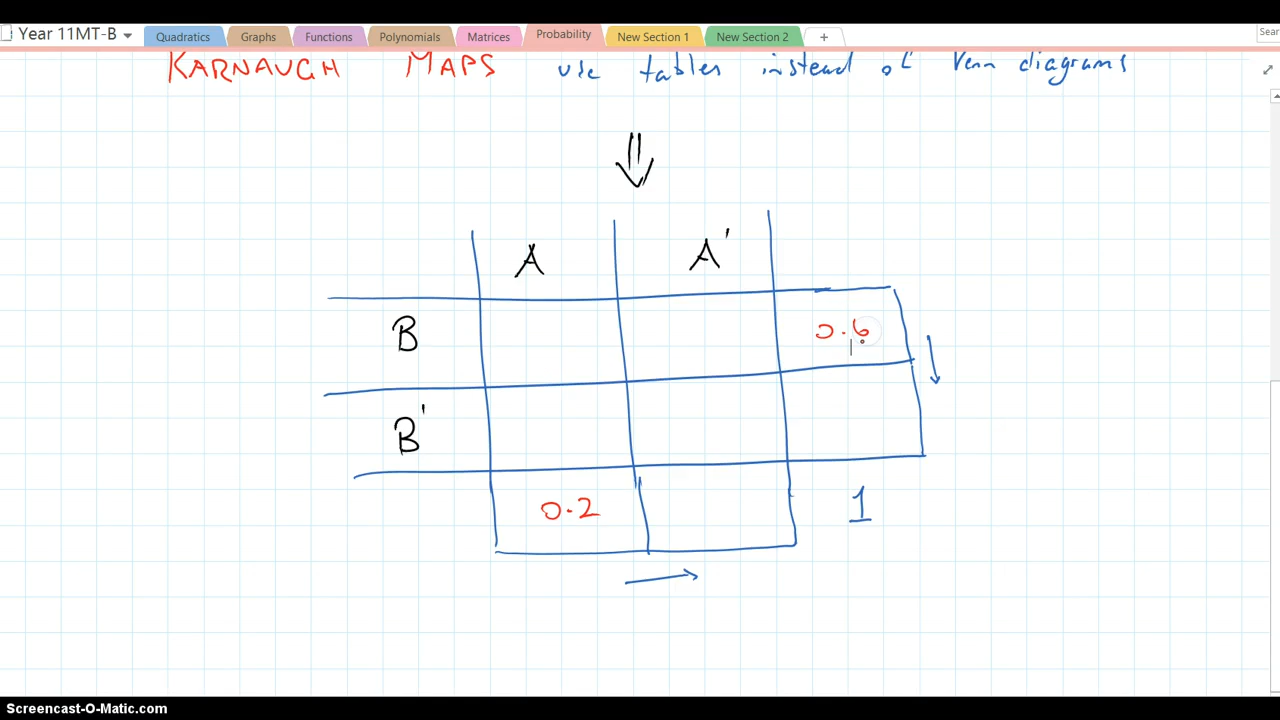 Year 11MT-B Quadratics Graphs Functions Polynomials Matrices Probability New Section 1 New Section 2 + Sear
KARNAUGH MAPS use tables instead of Venn diagrams
A A'
B 0.6
B'
0.2 1
Screencast-O-Matic.com